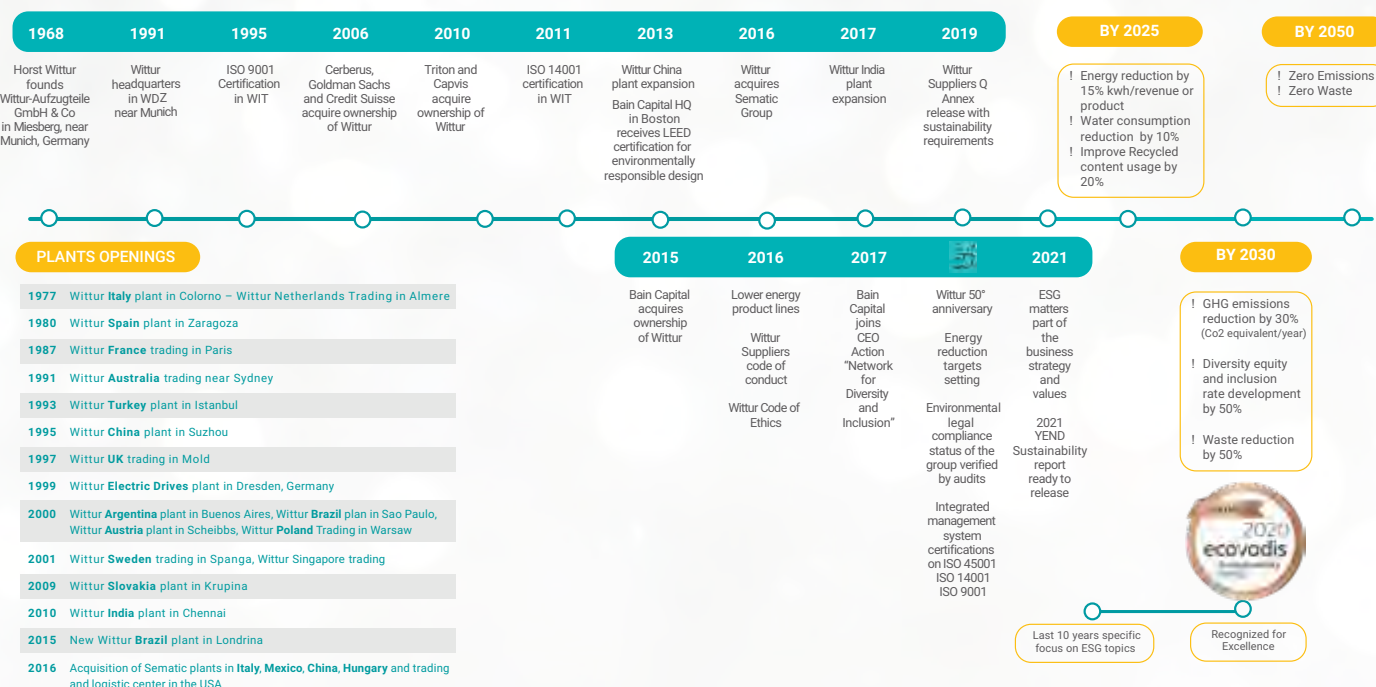 1968
1991
1995
2006
2010
2011
2013
2016
2017
2019
Horst Wittur
founds
Wittur-Aufzugteile
GmbH & Co
in Miesberg, near
Munich, Germany
Wittur
headquarters
in WDZ
near Munich
ISO 9001
Certification
in WIT
Cerberus,
Goldman Sachs
and Credit Suisse
acquire ownership
of Wittur
Triton and
Capvis
acquire
ownership of
Wittur
ISO 14001
certification
in WIT
Wittur China
plant expansion
Bain Capital HQ
in Boston
receives LEED
certification for
environmentally
responsible design
Wittur
acquires
Sematic
Group
Wittur India
plant
expansion
Wittur
Suppliers Q
Annex
release with
sustainability
requirements
BY 2025
! Energy reduction by
15% kwh/revenue or
product
! Water consumption
reduction by 10%
! Improve Recycled
content usage by
20%
BY 2050
! Zero Emissions
! Zero Waste
PLANTS OPENINGS
1977 Wittur Italy plant in Colorno – Wittur Netherlands Trading in Almere
1980 Wittur Spain plant in Zaragoza
1987 Wittur France trading in Paris
1991 Wittur Australia trading near Sydney
1993 Wittur Turkey plant in Istanbul
1995 Wittur China plant in Suzhou
1997 Wittur UK trading in Mold
1999 Wittur Electric Drives plant in Dresden, Germany
2000 Wittur Argentina plant in Buenos Aires, Wittur Brazil plan in Sao Paulo,
Wittur Austria plant in Scheibbs, Wittur Poland Trading in Warsaw
2001 Wittur Sweden trading in Spanga, Wittur Singapore trading
2009 Wittur Slovakia plant in Krupina
2010 Wittur India plant in Chennai
2015 New Wittur Brazil plant in Londrina
2016 Acquisition of Sematic plants in Italy, Mexico, China, Hungary and trading
and logistic center in the USA
2015
2016
2017
2021
Bain Capital
acquires
ownership
of Wittur
Lower energy
product lines
Wittur
Suppliers
code of
conduct
Wittur Code of
Ethics
Bain
Capital
joins
CEO
Action
“Network
for
Diversity
and
Inclusion”
Wittur 50°
anniversary
Energy
reduction
targets
setting
Environmental
legal
compliance
status of the
group verified
by audits
Integrated
management
system
certifications
on ISO 45001
ISO 14001
ISO 9001
ESG
matters
part of
the
business
strategy
and
values
2021
YEND
Sustainability
report
ready to
release
BY 2030
! GHG emissions
reduction by 30%
(Co2 equivalent/year)
! Diversity equity
and inclusion
rate development
by 50%
! Waste reduction
by 50%
2020
ecovadis
Last 10 years specific
focus on ESG topics
Recognized for
Excellence